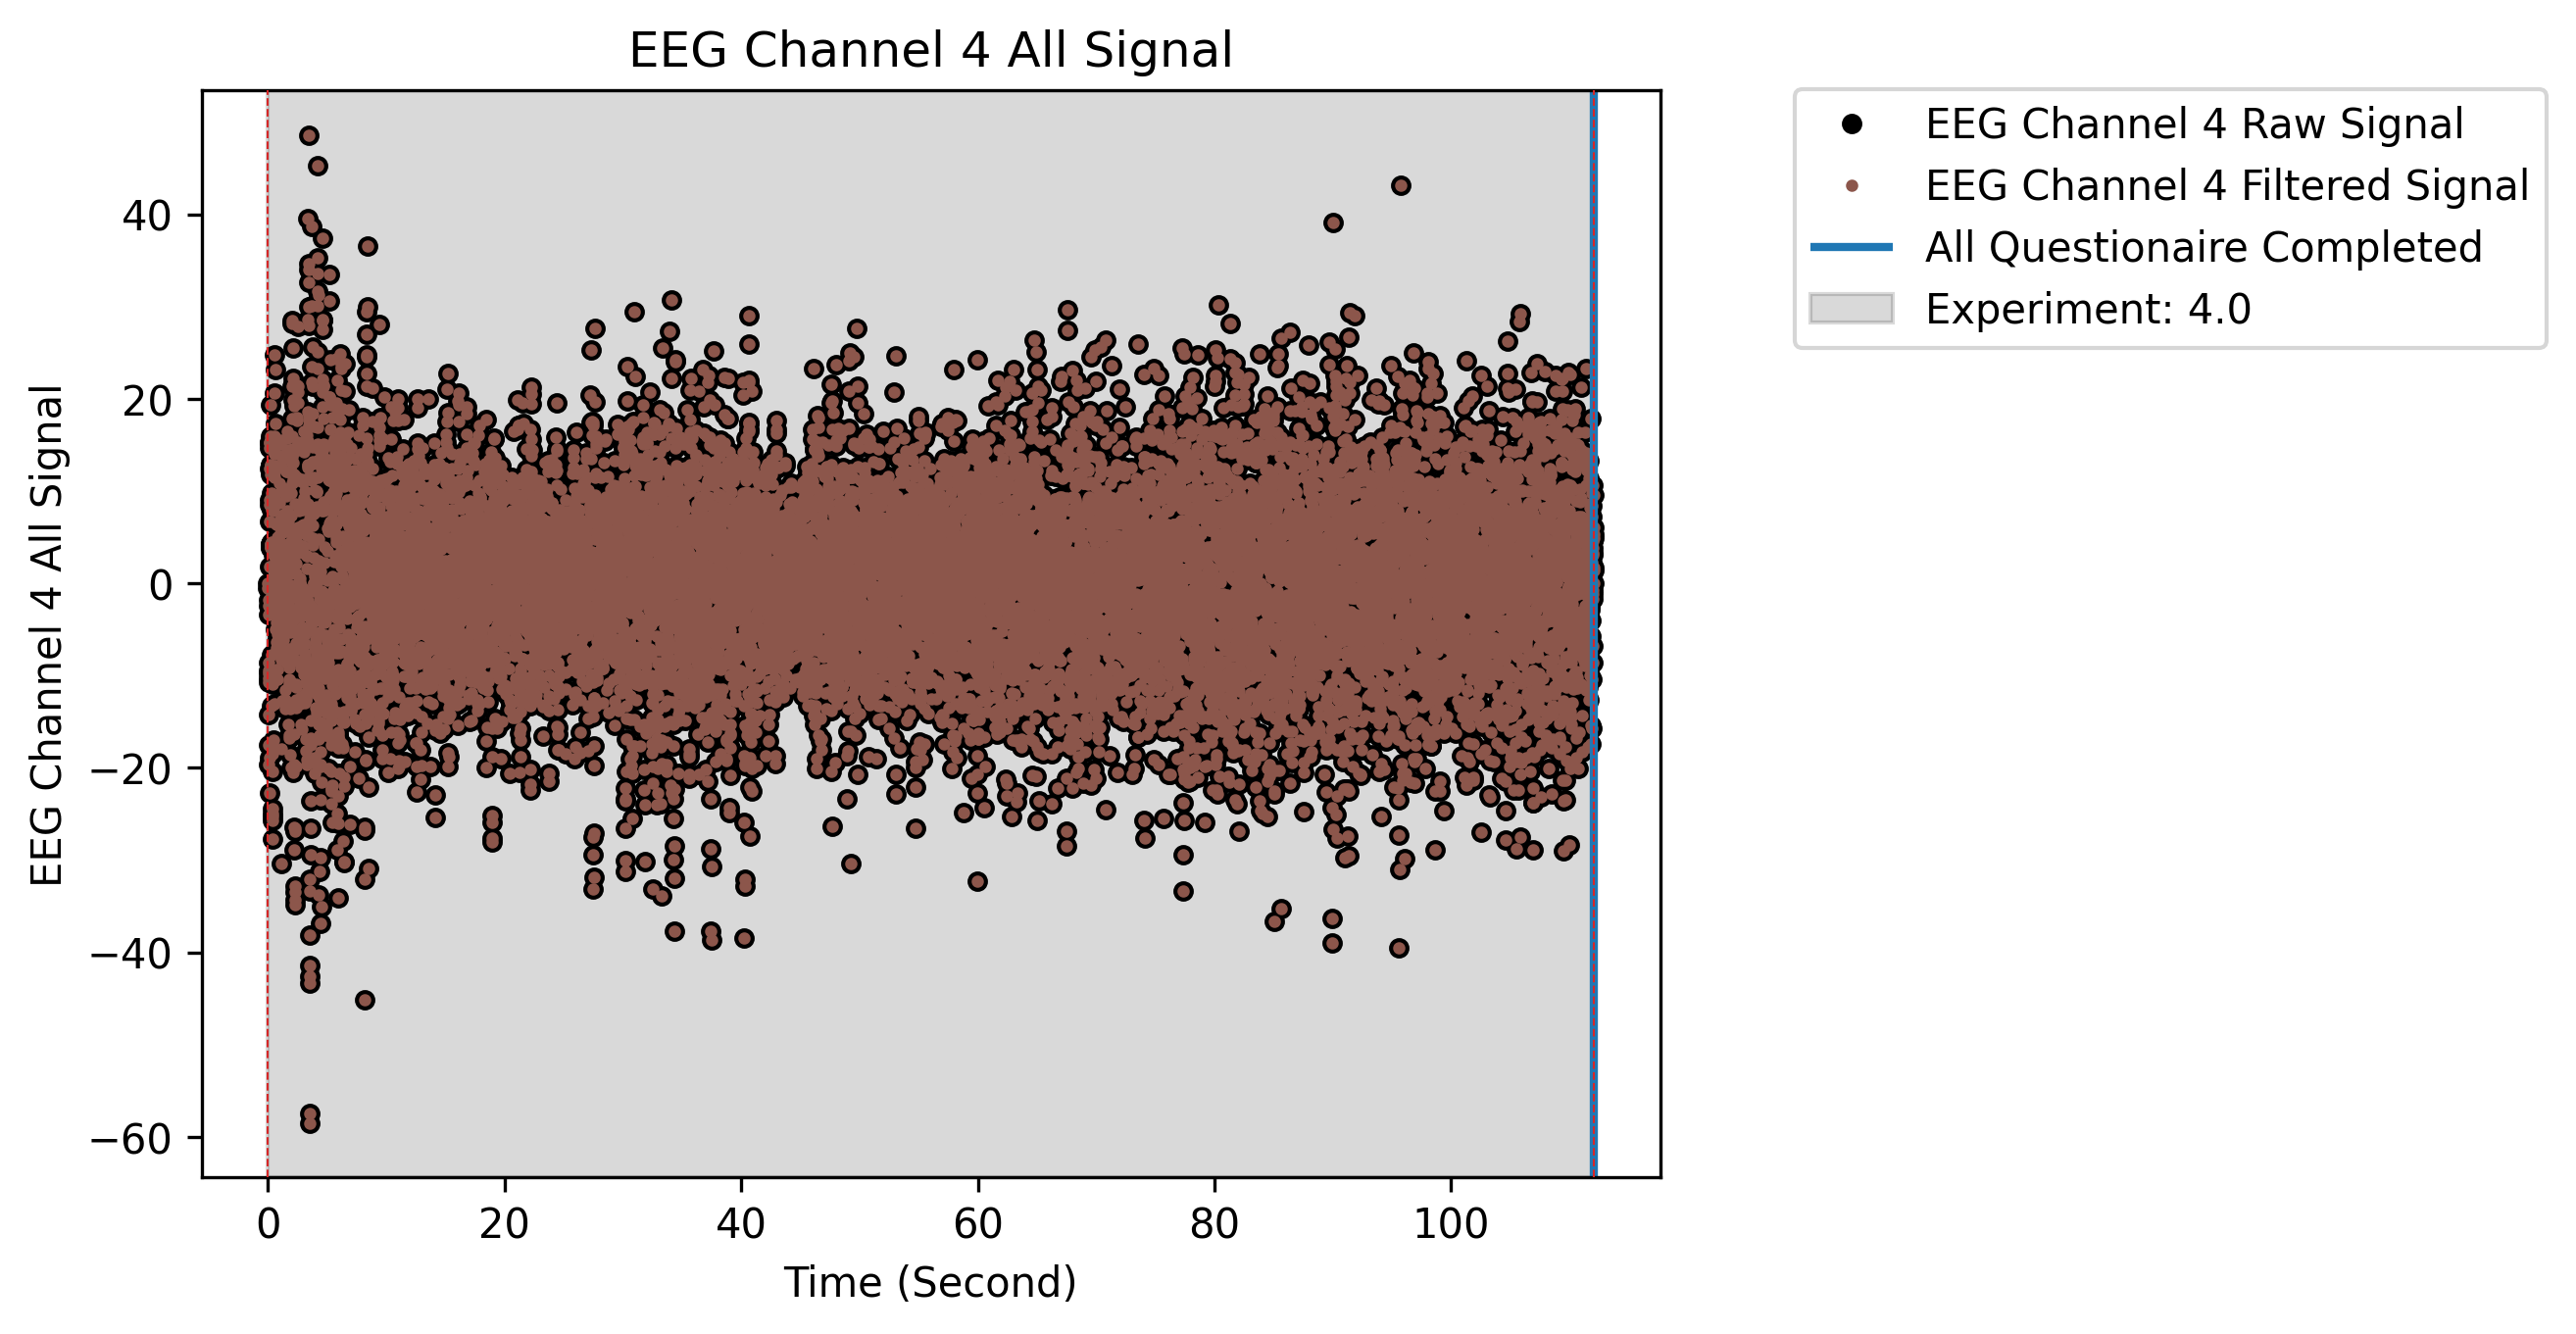 EEG Channel 4 All Signal
EEG Channel 4 All Signal
40
20
0
−20
−40
−60
0 20 40 60 80 100
Time (Second)
EEG Channel 4 Raw Signal
EEG Channel 4 Filtered Signal
All Questionaire Completed
Experiment: 4.0